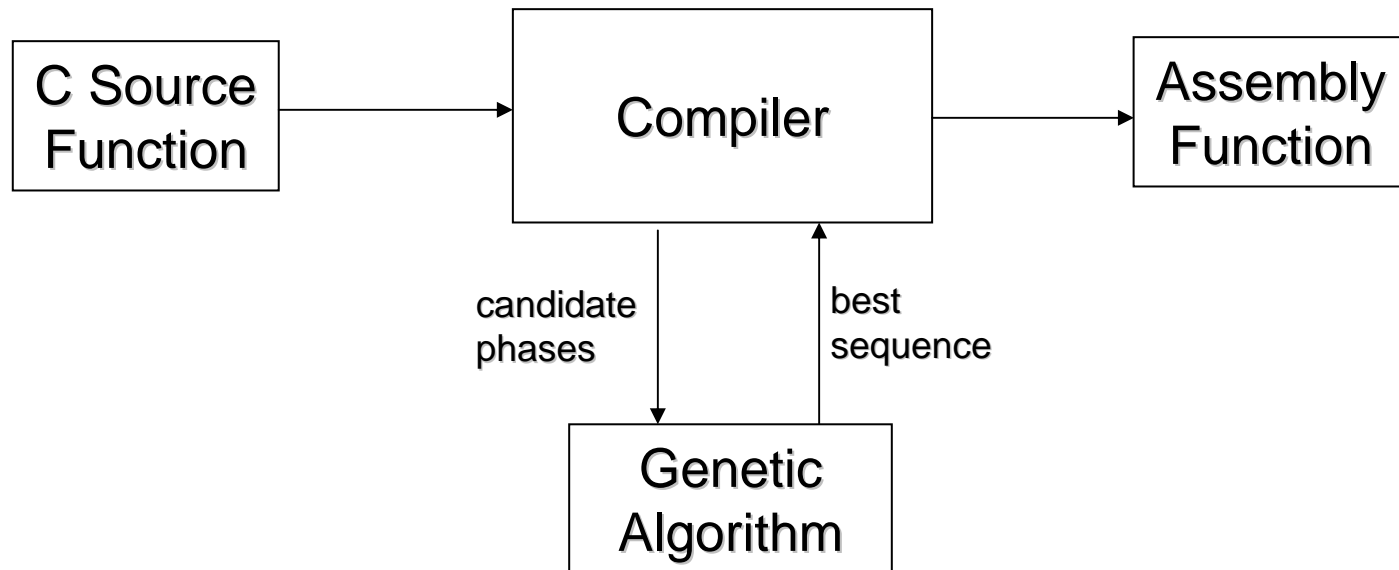 C Source
Function
Compiler
Assembly
Function
candidate
phases
best
sequence
Genetic
Algorithm